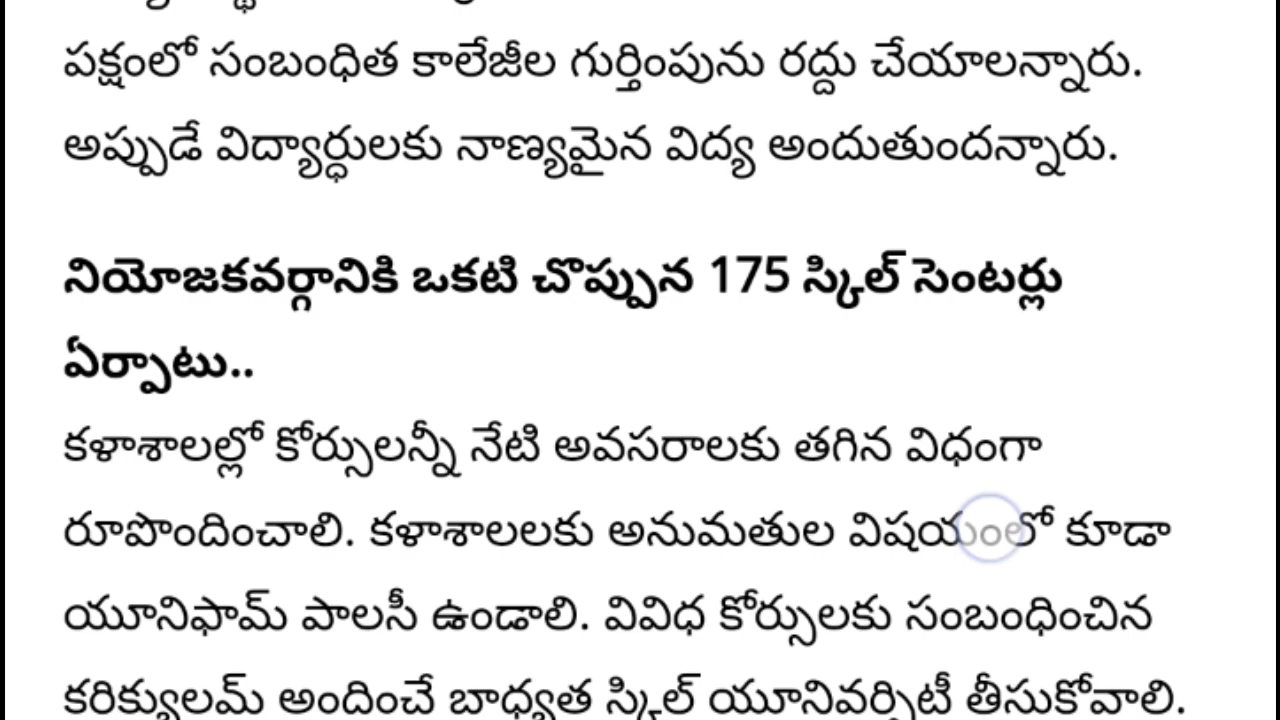 పక్షంలో సంబంధిత కాలేజీల గుర్తింపును రద్దు చేయాలన్నారు.
అప్పుడే విద్యార్ధులకు నాణ్యమైన విద్య అందుతుందన్నారు.
నియోజకవర్గానికి ఒకటి చొప్పున 175 స్కిల్ సెంటర్లు
ఏర్పాటు..
కళాశాలల్లో కోర్సులన్నీ నేటి అవసరాలకు తగిన విధంగా
రూపొందించాలి. కళాశాలలకు అనుమతుల విషయంలో కూడా
యూనిఫామ్ పాలసీ ఉండాలి. వివిధ కోర్సులకు సంబంధించిన
కరిక్యులమ్ అందించే బాధ్యత స్కిల్ యూనివర్సిటీ తీసుకోవాలి.